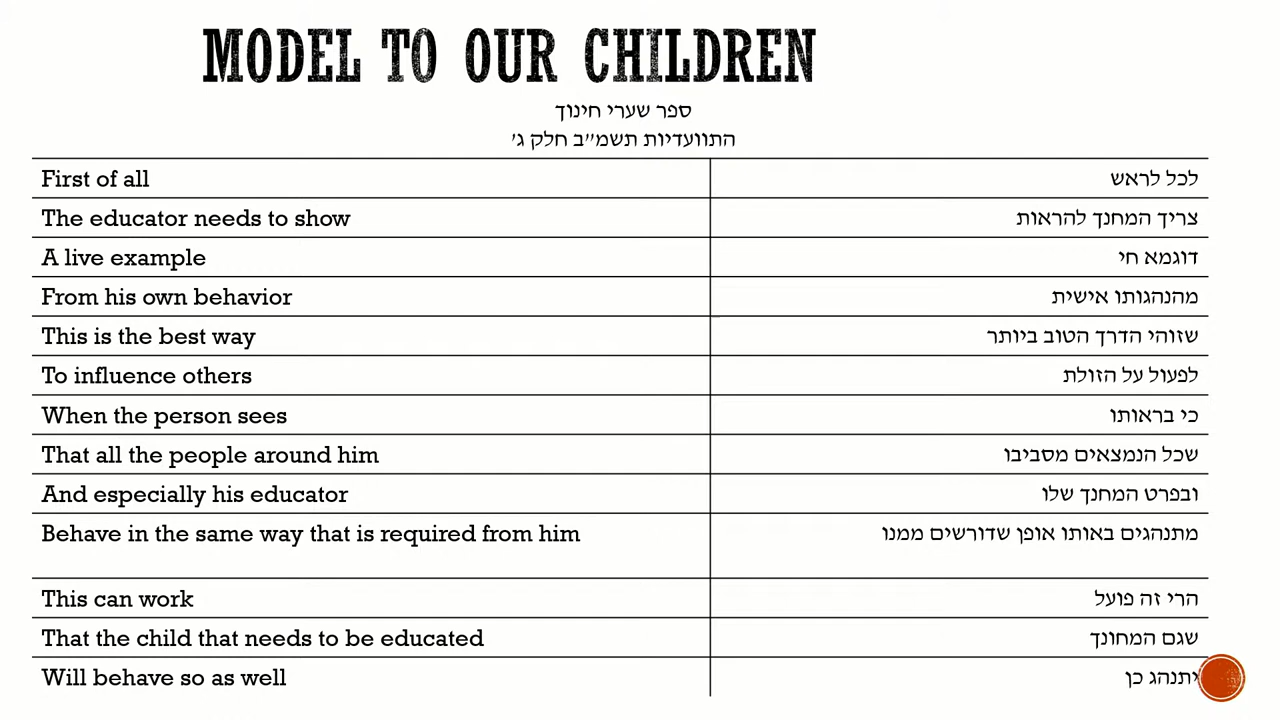 MODEL TO OUR CHILDREN
ספר שערי חינוך
התוועדיות תשמ״ב חלק ג׳
First of all
לכל לראש
The educator needs to show
צריך המחנך להראות
A live example
דוגמא חי
From his own behavior
מהנהגותו אישית
This is the best way
שזוהי הדרך הטוב ביותר
To influence others
לפעול על הזולת
When the person sees
כי בראותו
That all the people around him
שכל הנמצאים מסביבו
And especially his educator
ובפרט המחנך שלו
Behave in the same way that is required from him
מתנהגים באותו אופן שדורשים ממנו
This can work
הרי זה פועל
That the child that needs to be educated
שגם המחונך
Will behave so as well
יתנהג כן